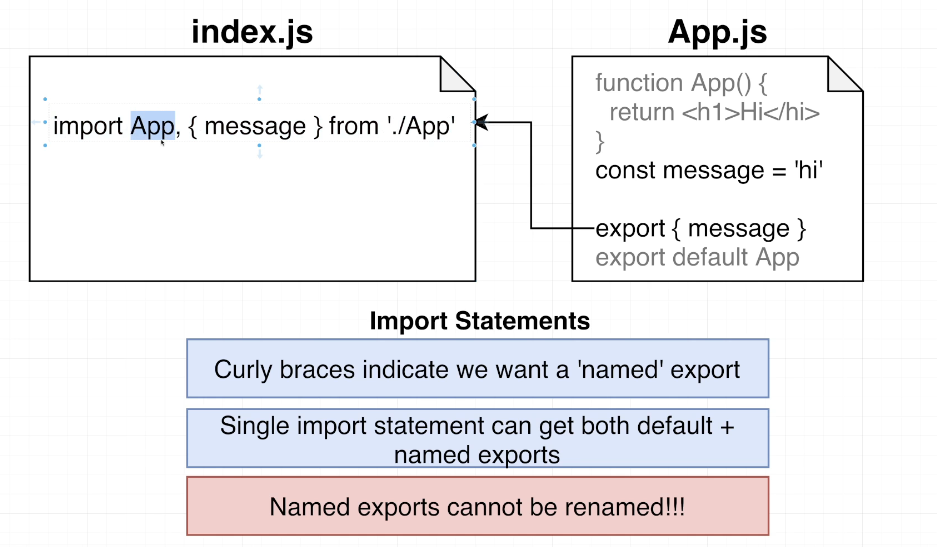 index.js
import App, { message } from './App'
App.js
function App() {
return <h1>Hi</hi>
}
const message = 'hi'
export { message }
export default App
Import Statements
Curly braces indicate we want a 'named' export
Single import statement can get both default +
named exports
Named exports cannot be renamed!!!